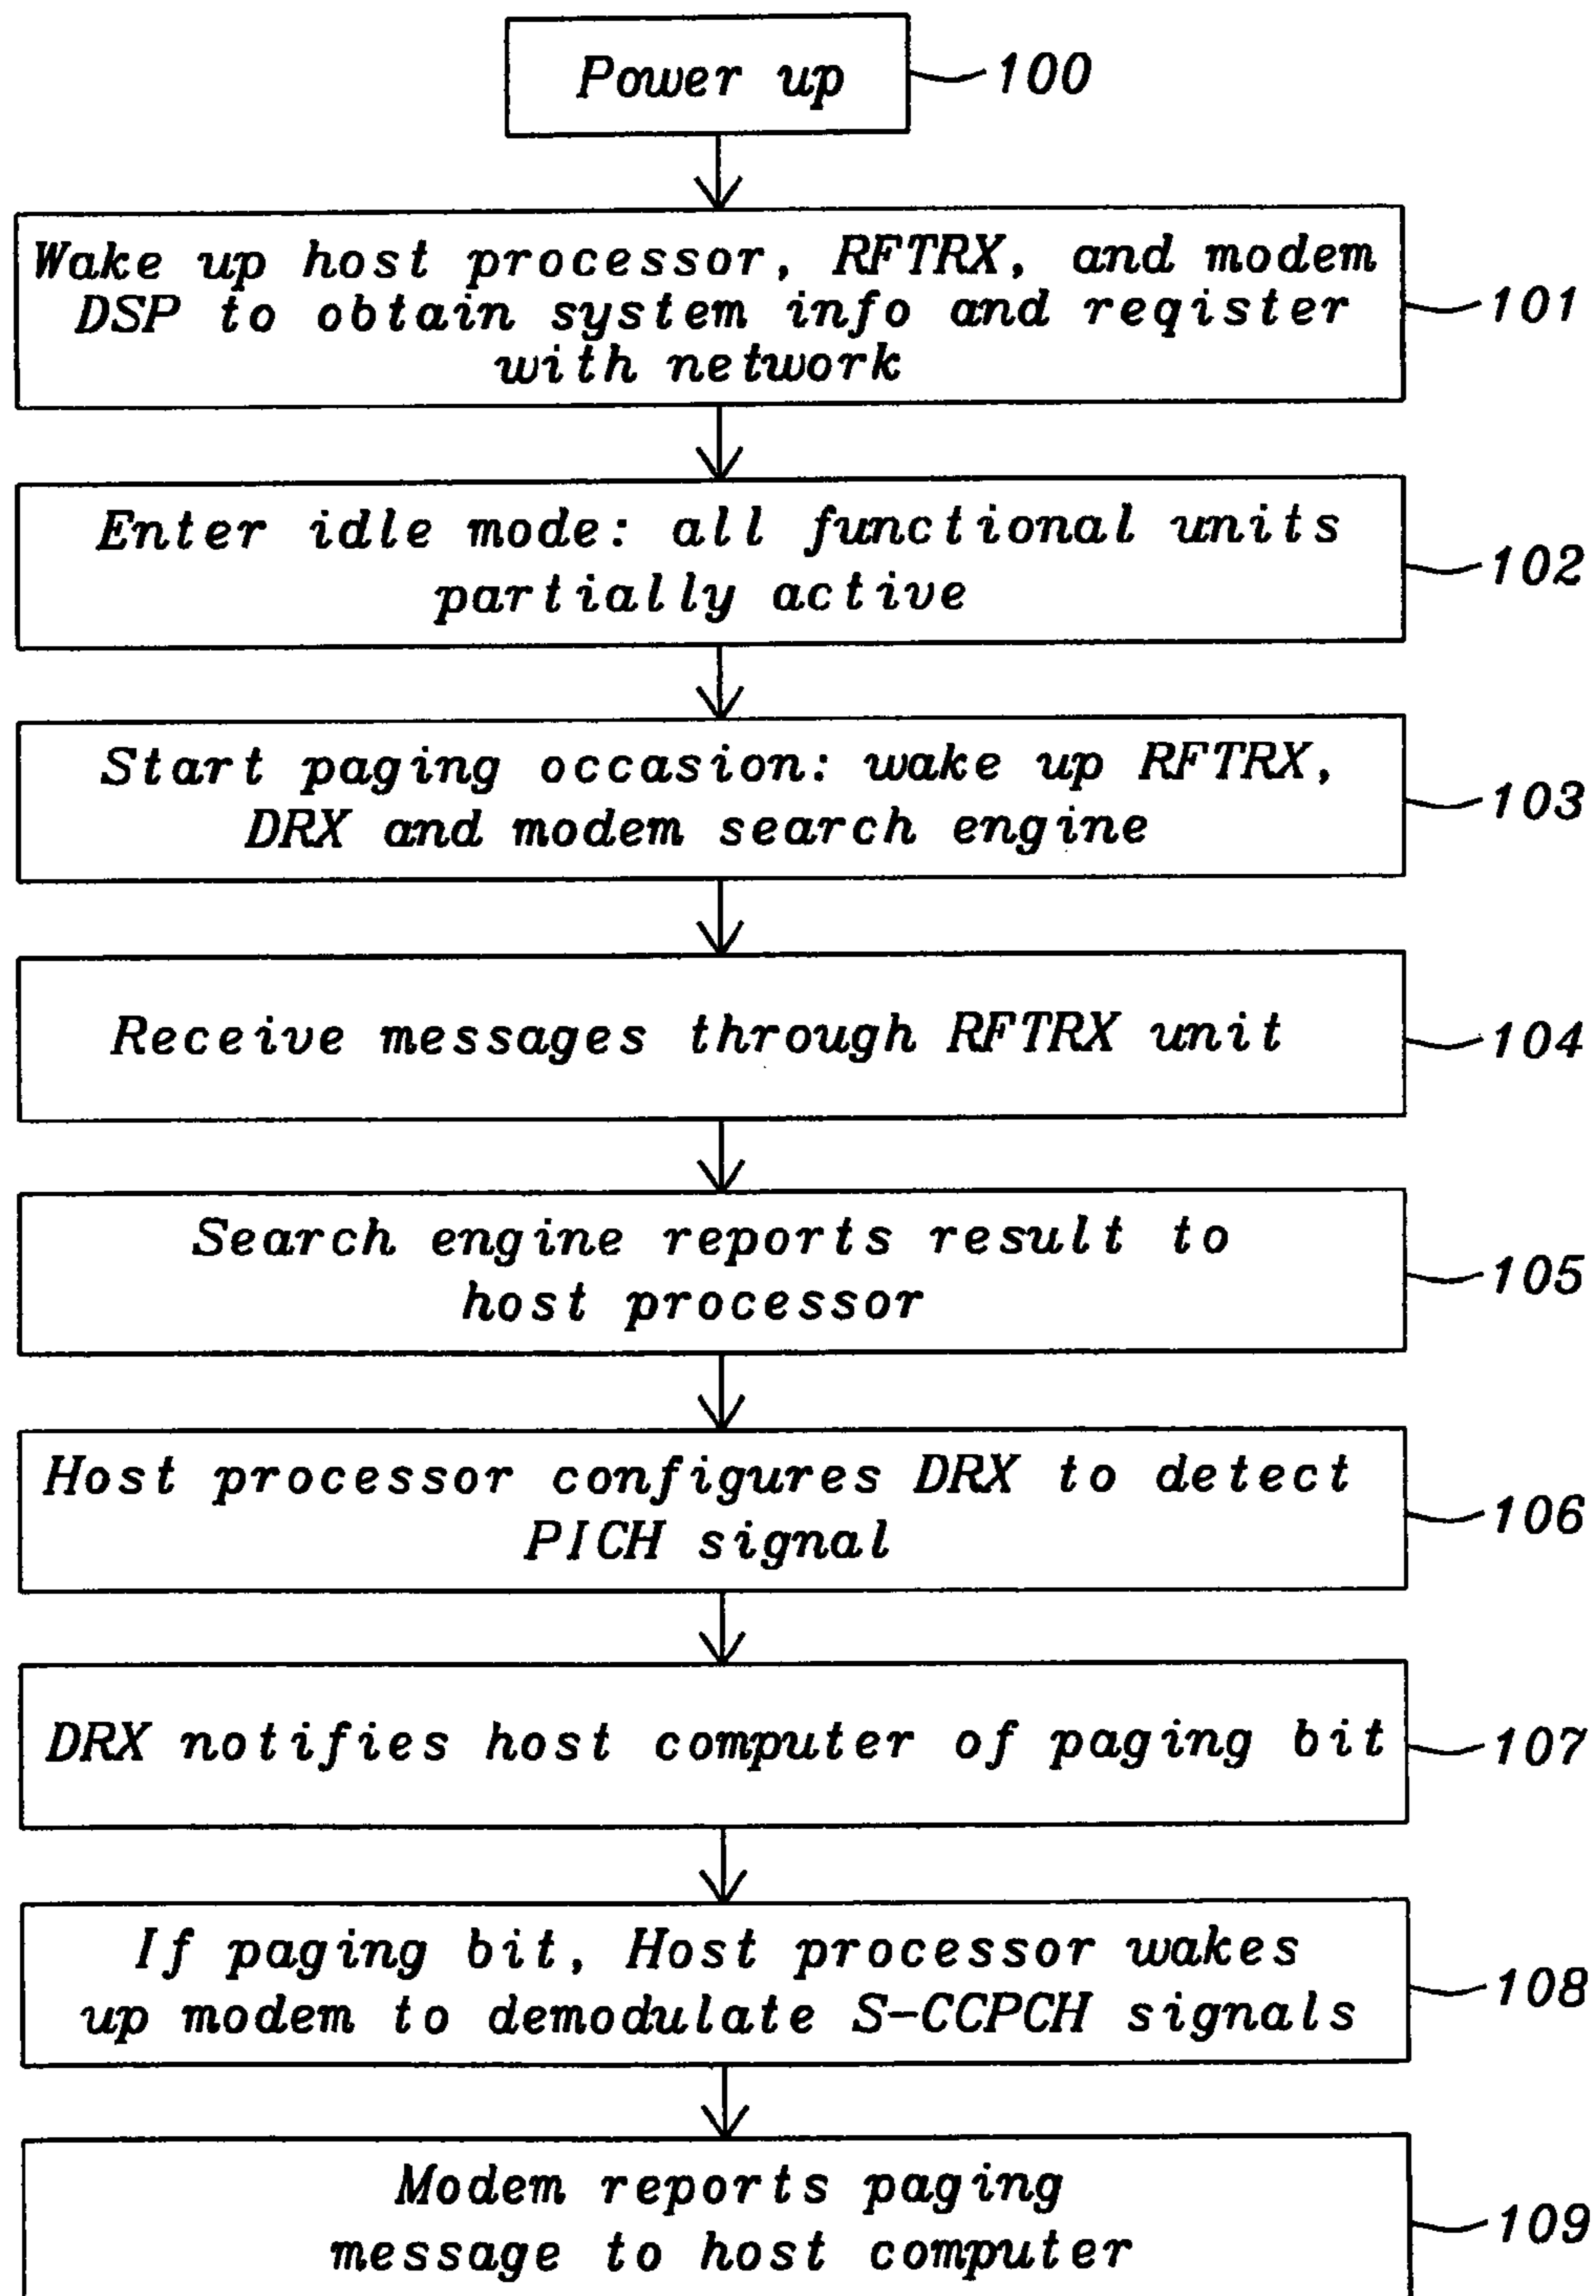 Power up
100
Wake up host processor, RFTRX, and modem
DSP to obtain system info and reqister
with network
101
Enter idle mode: all functional units
partially active
102
Start paging occasion: wake up RFTRX,
DRX and modem search engine
103
Receive messages through RFTRX unit
104
Search engine reports result to
host processor
105
Host processor configures DRX to detect
PICH signal
106
DRX notifies host computer of paging bit
107
If paging bit, Host processor wakes
up modem to demodulate S-CCPCH signals
108
Modem reports paging
message to host computer
109